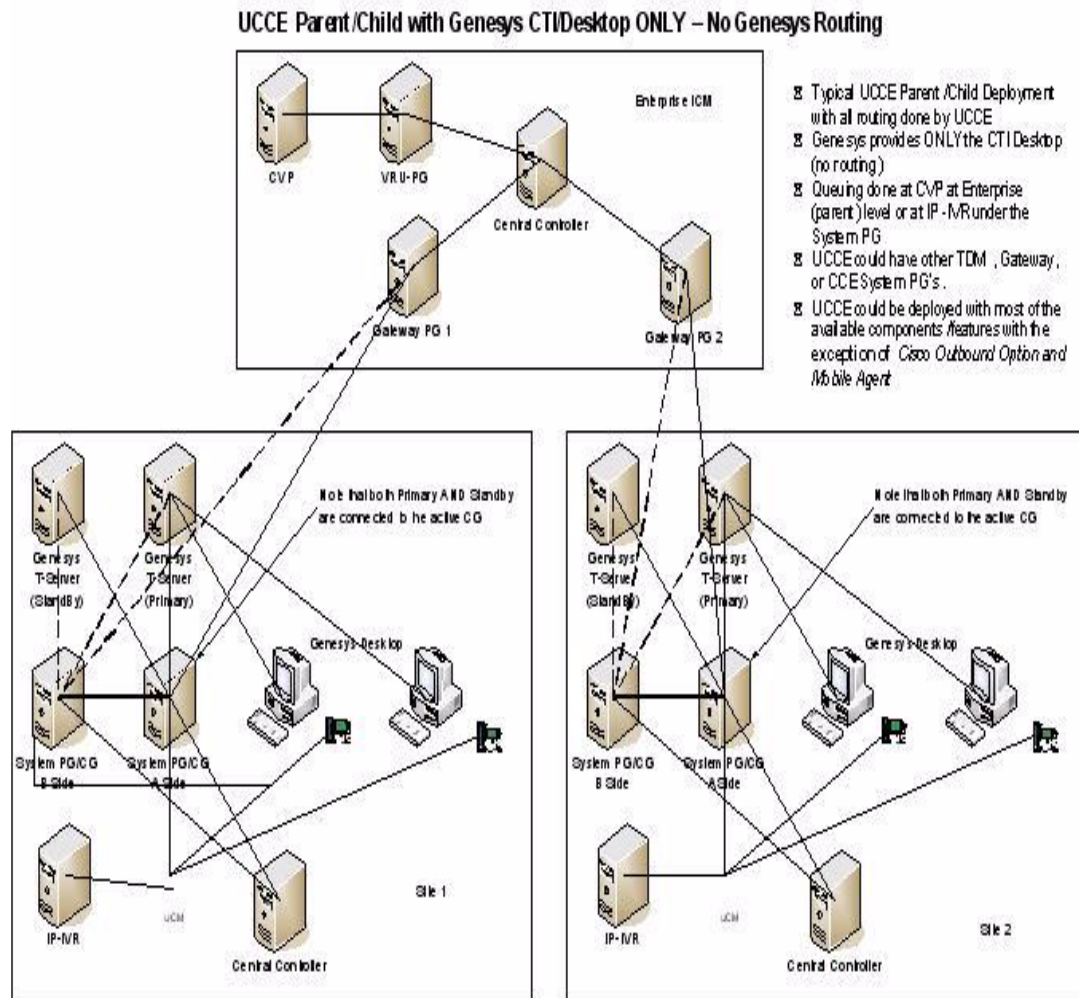 UCCE Parent/Child with Genesys CTI/Desktop ONLY – No Genesys Routing
Enterprise ICM
CVP
VRU-PG
Central Controller
Gateway PG 1
Gateway PG 2
Typical UCCE Parent /Child Deployment
with all routing done by UCCE
Genesys provides ONLY the CTI Desktop
(no routing )
Queuing done at CVP at Enterprise
(parent ) level or at IP -IVR under the
System PG
UCCE could have other TDM , Gateway ,
or CCE System PG's .
UCCE could be deployed with most of the
available components /features with the
exception of Cisco Outbound Option and
Mobile Agent
Genesys
T-Server
(StandBy)
Genesys
T-Server
(Primary)
Note that both Primary AND Standby
are connected to the active CG
Genesys-Desktop
System PG/CG
B Side
System PG/CG
A Side
IP-IVR
UCM
Central Controller
Site 1
Genesys
T-Server
(StandBy)
Genesys
T-Server
(Primary)
Note that both Primary AND Standby
are connected to the active CG
Genesys-Desktop
System PG/CG
B Side
System PG/CG
A Side
IP-IVR
UCM
Central Controller
Site 2